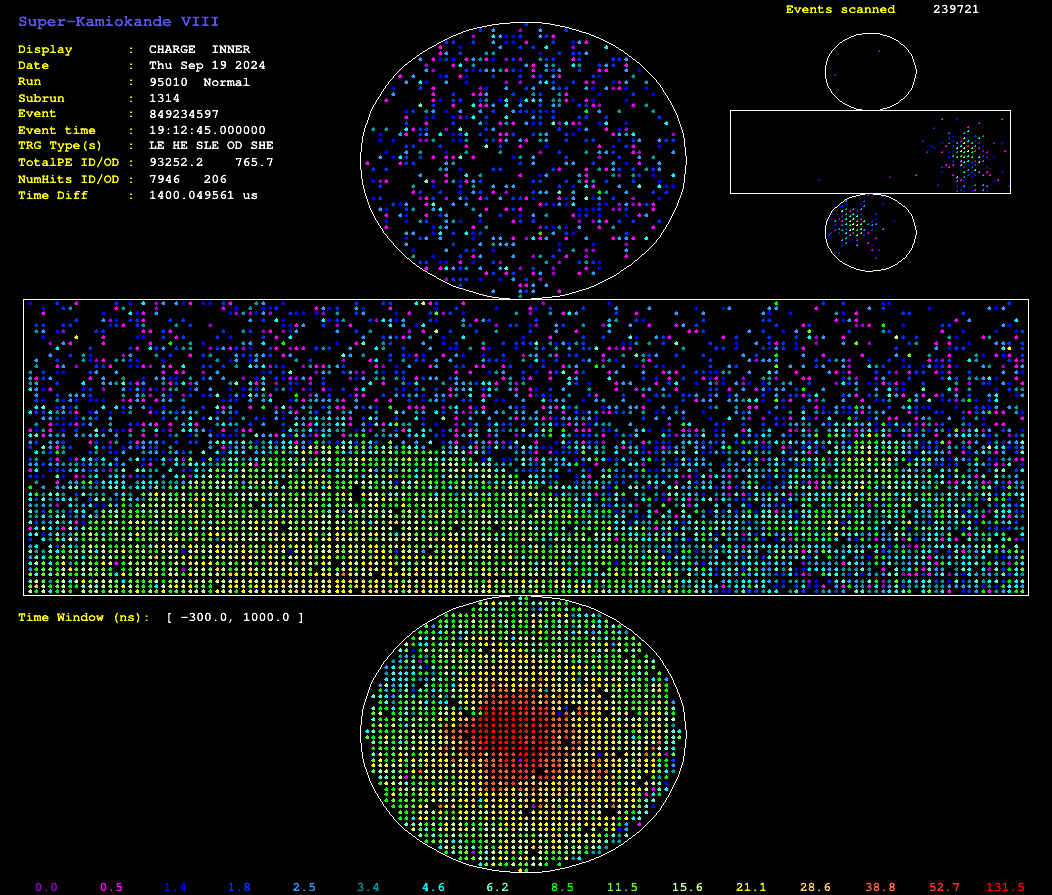 Super-Kamiokande VIII
Events scanned 239721
Display : CHARGE INNER
Date : Thu Sep 19 2024
Run : 95010 Normal
Subrun : 1314
Event : 849234597
Event time : 19:12:45.000000
TRG Type(s) : LE HE SLE OD SHE
TotalPE ID/OD : 93252.2 765.7
NumHits ID/OD : 7946 206
Time Diff : 1400.049561 us
Time Window (ns): [ -300.0, 1000.0 ]
0.0 0.5 1.4 1.8 2.5 3.4 4.6 6.2 8.5 11.5 15.6 21.1 28.6 38.8 52.7 131.5